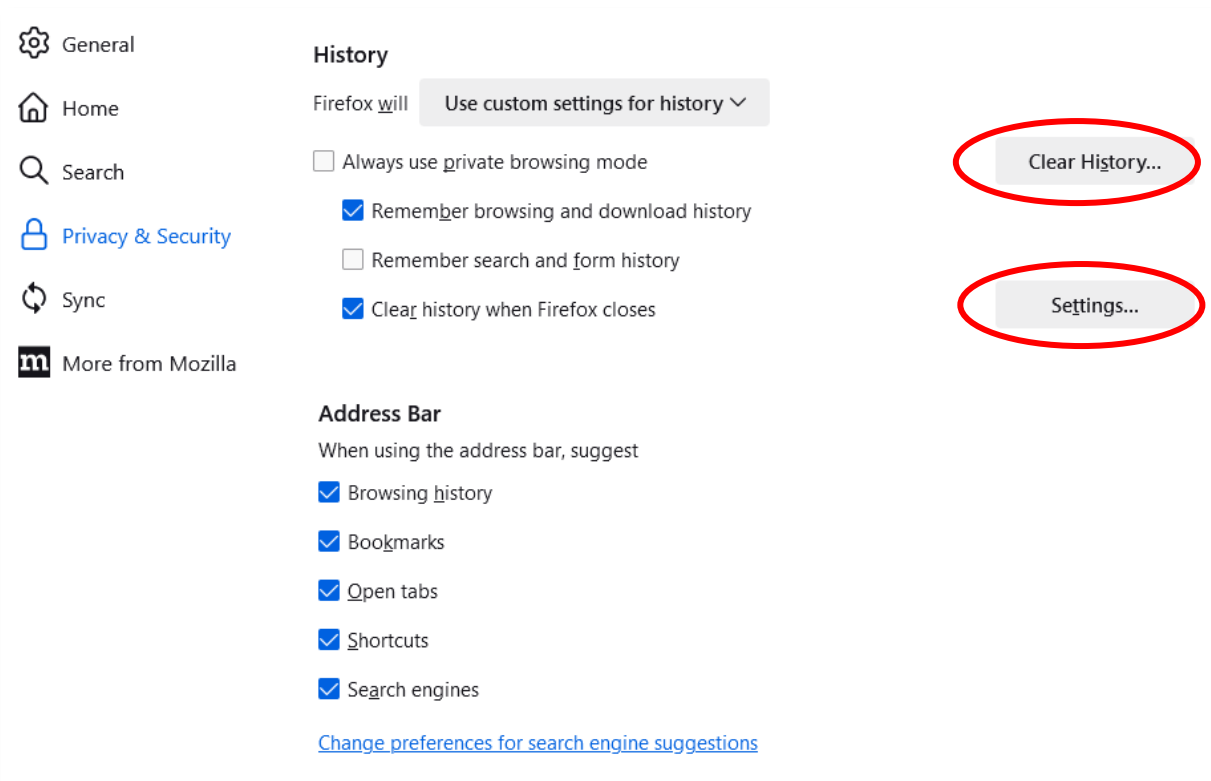 General
Home
Search
Privacy & Security
Sync
m More from Mozilla
History
Firefox will Use custom settings for history
Always use private browsing mode
Clear History...
Remember browsing and download history
Remember search and form history
Clear history when Firefox closes
Settings...
Address Bar
When using the address bar, suggest
Browsing history
Bookmarks
Open tabs
Shortcuts
Search engines
Change preferences for search engine suggestions